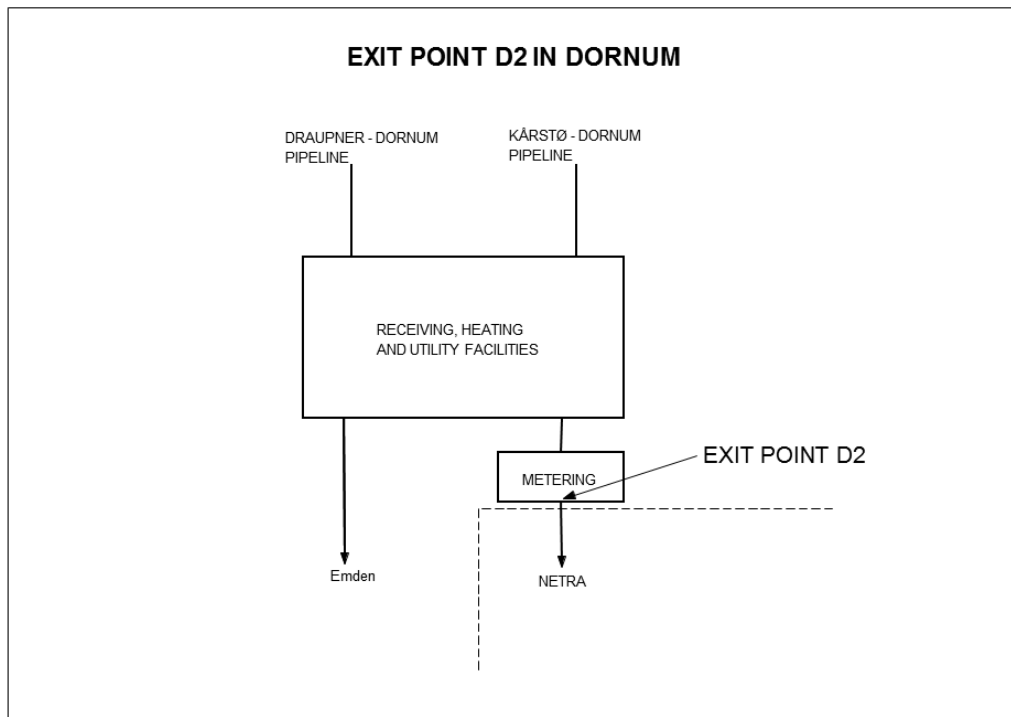 EXIT POINT D2 IN DORNUM
DRAUPNER - DORNUM
PIPELINE
KÅRSTØ - DORNUM
PIPELINE
RECEIVING, HEATING
AND UTILITY FACILITIES
EXIT POINT D2
METERING
Emden
NETRA